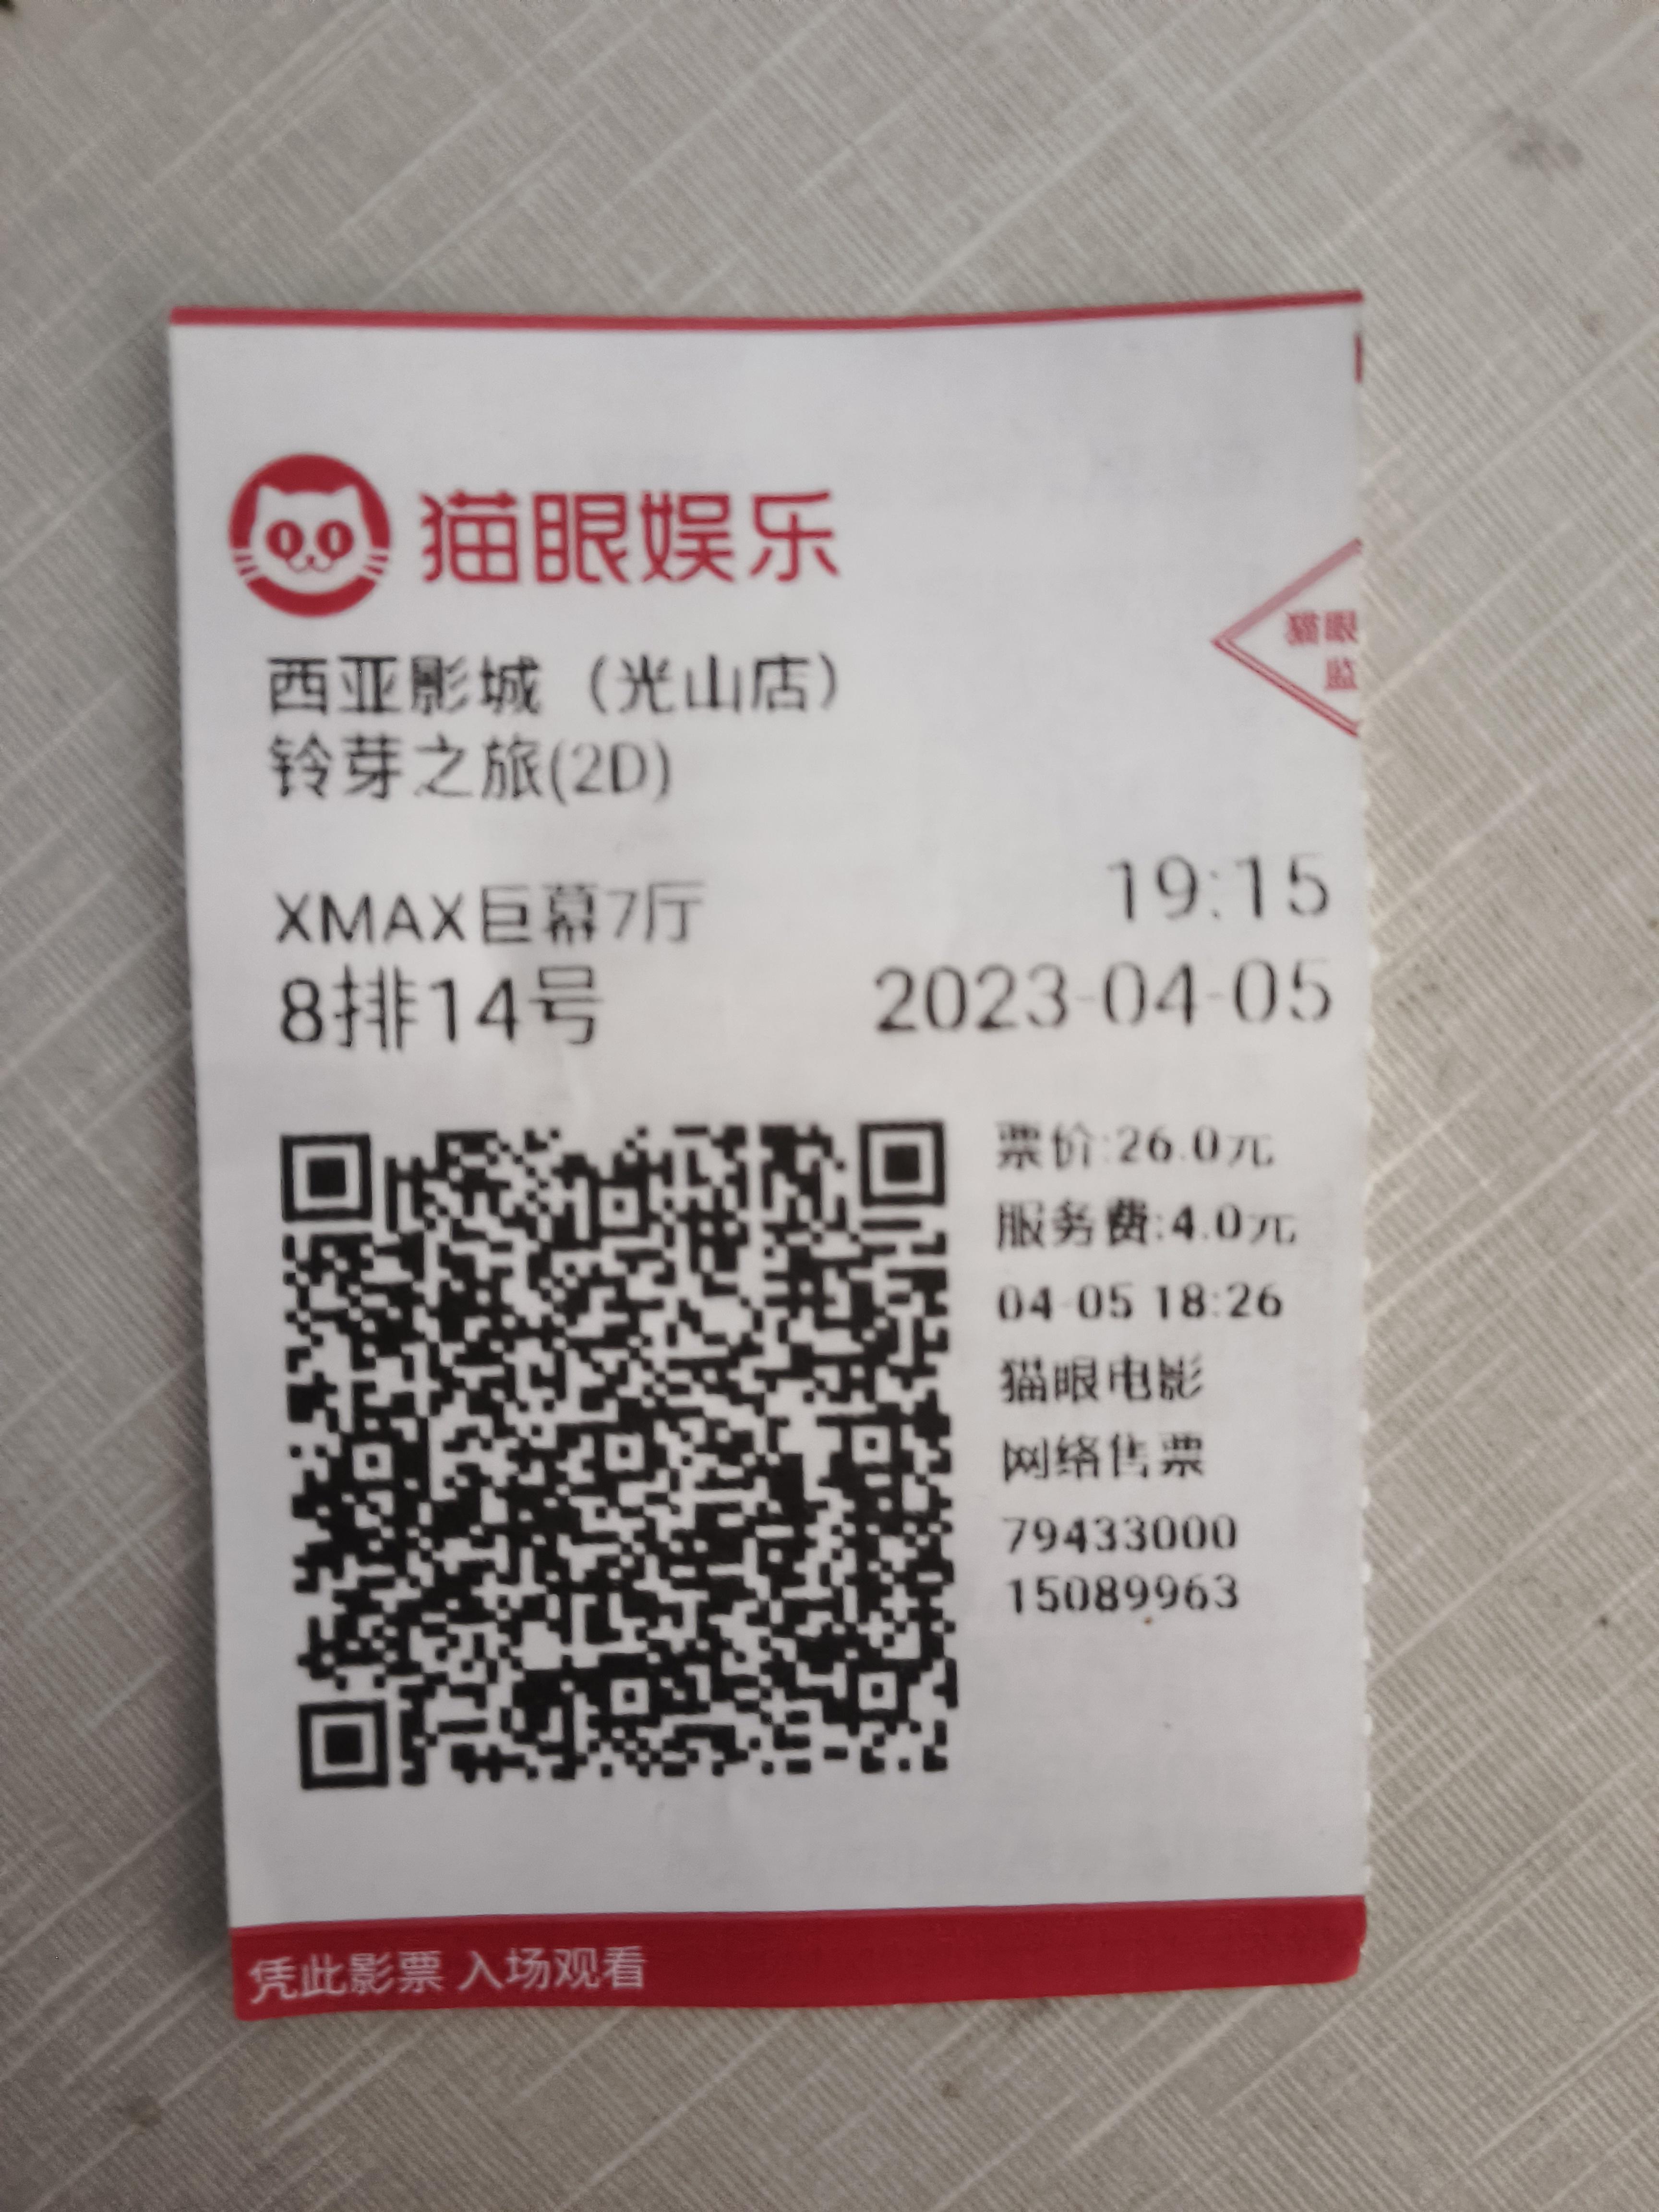 猫眼娱乐
猫眼
监
西亚影城（光山店）
铃芽之旅(2D)
XMAX巨幕7厅
19:15
8排14号
2023-04-05
票价:26.0元
服务费:4.0元
04-05 18:26
猫眼电影
网络售票
79433000
15089963
凭此影票 入场观看